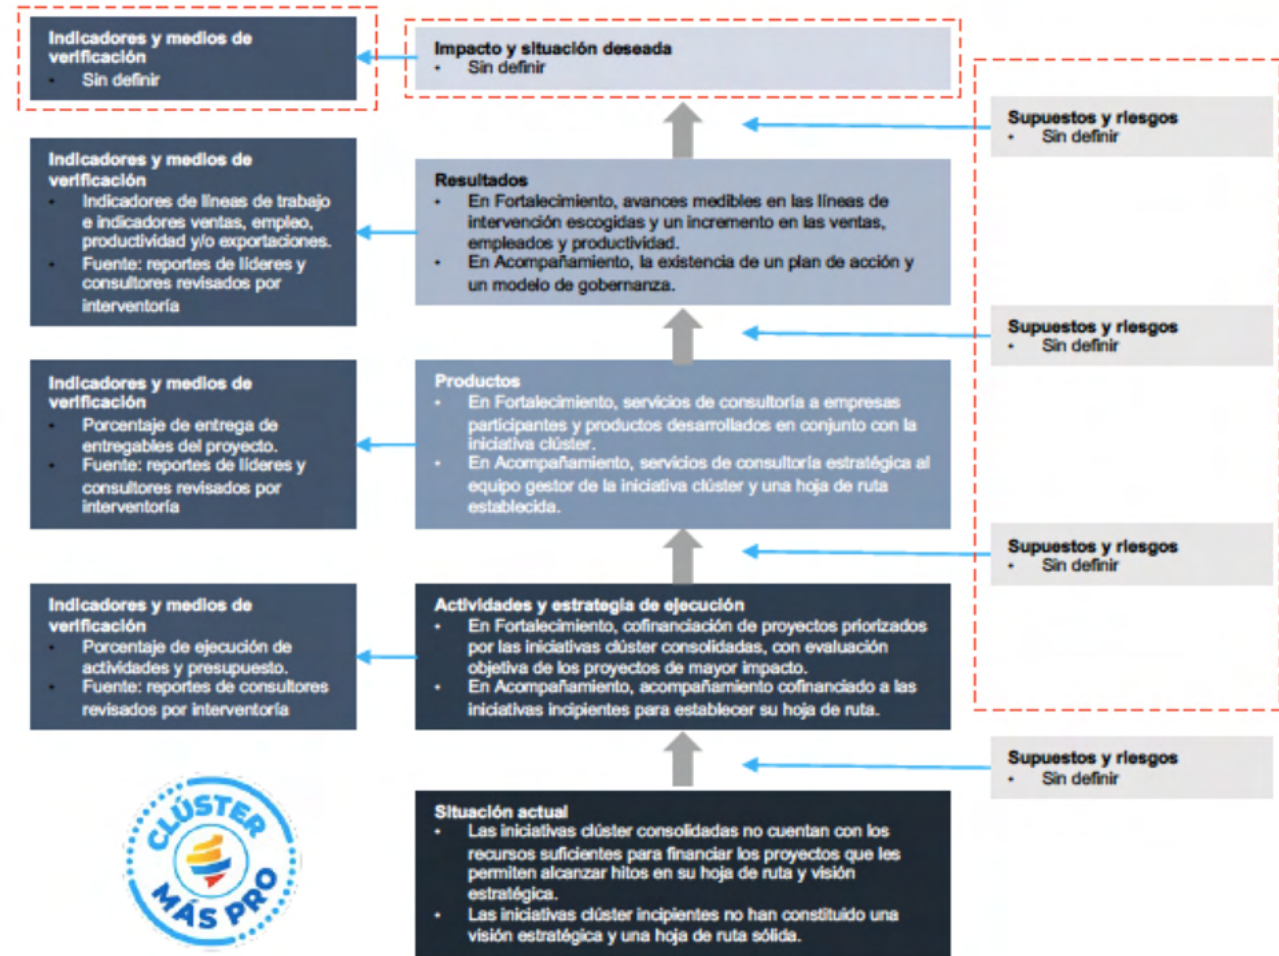 Indicadores y medios de
verificación
• Sin definir
Impacto y situación deseada
• Sin definir
Supuestos y riesgos
• Sin definir
Indicadores y medios de
verificación
• Indicadores de líneas de trabajo
e indicadores ventas, empleo,
productividad y/o exportaciones.
• Fuente: reportes de líderes y
consultores revisados por
interventoría
Resultados
• En Fortalecimiento, avances medibles en las líneas de
intervención escogidas y un incremento en las ventas,
empleados y productividad.
• En Acompañamiento, la existencia de un plan de acción y
un modelo de gobernanza.
Supuestos y riesgos
• Sin definir
Indicadores y medios de
verificación
• Porcentaje de entrega de
entregables del proyecto.
• Fuente: reportes de líderes y
consultores revisados por
interventoría
Productos
• En Fortalecimiento, servicios de consultoría a empresas
participantes y productos desarrollados en conjunto con la
iniciativa clúster.
• En Acompañamiento, servicios de consultoría estratégica al
equipo gestor de la iniciativa clúster y una hoja de ruta
establecida.
Supuestos y riesgos
• Sin definir
Indicadores y medios de
verificación
• Porcentaje de ejecución de
actividades y presupuesto.
• Fuente: reportes de consultores
revisados por interventoría
Actividades y estrategia de ejecución
• En Fortalecimiento, cofinanciación de proyectos priorizados
por las iniciativas clúster consolidadas, con evaluación
objetiva de los proyectos de mayor impacto.
• En Acompañamiento, acompañamiento cofinanciado a las
iniciativas incipientes para establecer su hoja de ruta.
Supuestos y riesgos
• Sin definir
Situación actual
• Las iniciativas clúster consolidadas no cuentan con los
recursos suficientes para financiar los proyectos que les
permiten alcanzar hitos en su hoja de ruta y visión
estratégica.
• Las iniciativas clúster incipientes no han constituido una
visión estratégica y una hoja de ruta sólida.
CLÚSTER
MÁS PRO